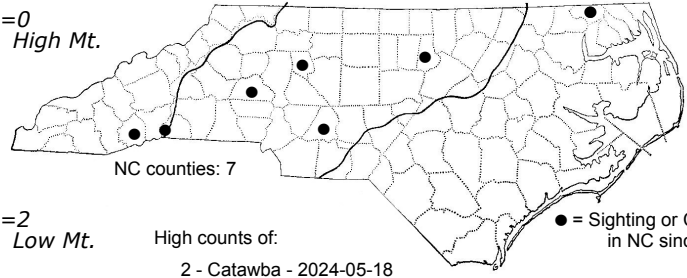 =0
High Mt.
NC counties: 7
=2
Low Mt.
High counts of:
2 - Catawba - 2024-05-18
● = Sighting or
in NC sinc